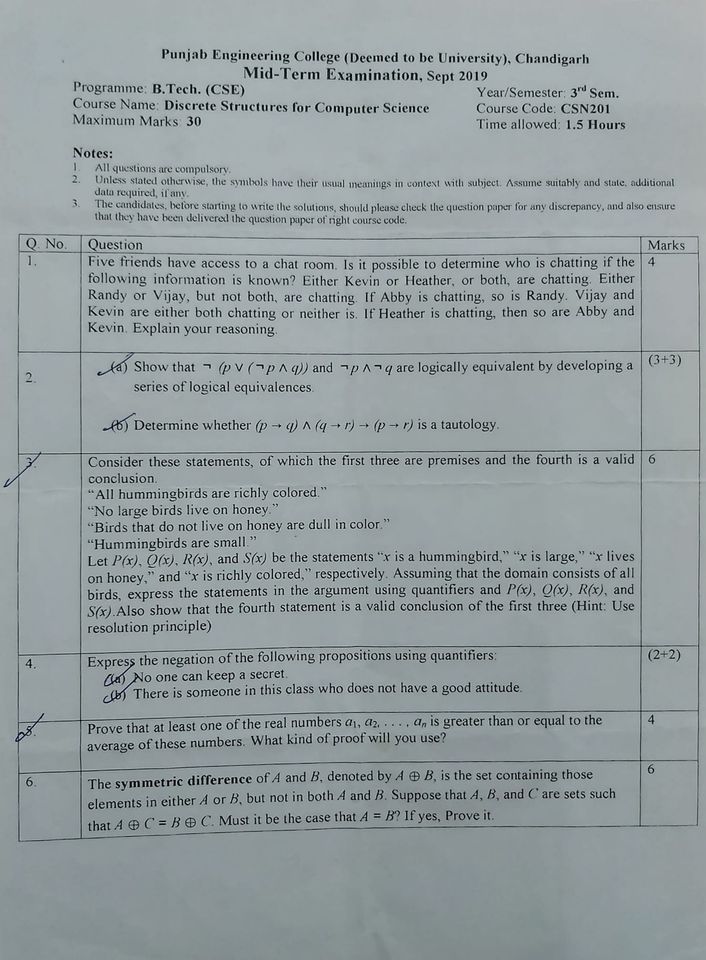 Punjab Engineering College (Deemed to be University), Chandigarh
Mid-Term Examination, Sept 2019
Programme: B.Tech. (CSE) Year/Semester: 3rd Sem.
Course Name: Discrete Structures for Computer Science Course Code: CSN201
Maximum Marks: 30 Time allowed: 1.5 Hours
Notes:
1. All questions are compulsory.
2. Unless stated otherwise, the symbols have their usual meanings in context with subject. Assume suitably and state, additional
data required, if any.
3. The candidates, before starting to write the solutions, should please check the question paper for any discrepancy, and also ensure
that they have been delivered the question paper of right course code.
Q. No. Question Marks
1. Five friends have access to a chat room. Is it possible to determine who is chatting if the 4
following information is known? Either Kevin or Heather, or both, are chatting. Either
Randy or Vijay, but not both, are chatting. If Abby is chatting, so is Randy. Vijay and
Kevin are either both chatting or neither is. If Heather is chatting, then so are Abby and
Kevin. Explain your reasoning.
2. (a) Show that ¬ (p ∨ (¬p ∧ q)) and ¬p ∧ ¬q are logically equivalent by developing a (3+3)
series of logical equivalences.
(b) Determine whether (p → q) ∧ (q → r) → (p → r) is a tautology.
3. Consider these statements, of which the first three are premises and the fourth is a valid 6
conclusion.
"All hummingbirds are richly colored."
"No large birds live on honey."
"Birds that do not live on honey are dull in color."
"Hummingbirds are small."
Let P(x), Q(x), R(x), and S(x) be the statements "x is a hummingbird," "x is large," "x lives
on honey," and "x is richly colored," respectively. Assuming that the domain consists of all
birds, express the statements in the argument using quantifiers and P(x), Q(x), R(x), and
S(x).Also show that the fourth statement is a valid conclusion of the first three (Hint: Use
resolution principle)
4. Express the negation of the following propositions using quantifiers: (2+2)
(a) No one can keep a secret.
(b) There is someone in this class who does not have a good attitude.
5. Prove that at least one of the real numbers a1, a2, . . . , an is greater than or equal to the 4
average of these numbers. What kind of proof will you use?
6. The symmetric difference of A and B, denoted by A ⊕ B, is the set containing those 6
elements in either A or B, but not in both A and B. Suppose that A, B, and C are sets such
that A ⊕ C = B ⊕ C. Must it be the case that A = B? If yes, Prove it.